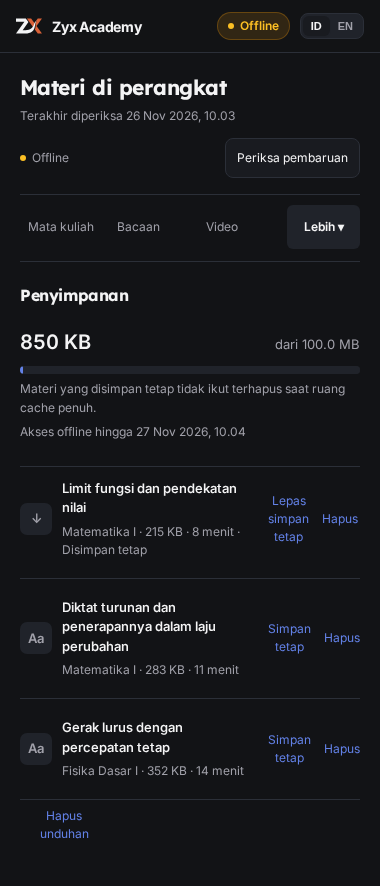 ZX Zyx Academy Offline ID EN
Materi di perangkat
Terakhir diperiksa 26 Nov 2026, 10.03
Offline Periksa pembaruan
Mata kuliah Bacaan Video Lebih ▾
Penyimpanan
850 KB dari 100.0 MB
Materi yang disimpan tetap tidak ikut terhapus saat ruang
cache penuh.
Akses offline hingga 27 Nov 2026, 10.04
↓
Limit fungsi dan pendekatan
nilai
Matematika I · 215 KB · 8 menit ·
Disimpan tetap
Lepas
simpan
tetap
Hapus
Aa
Diktat turunan dan
penerapannya dalam laju
perubahan
Matematika I · 283 KB · 11 menit
Simpan
tetap
Hapus
Aa
Gerak lurus dengan
percepatan tetap
Fisika Dasar I · 352 KB · 14 menit
Simpan
tetap
Hapus
Hapus
unduhan